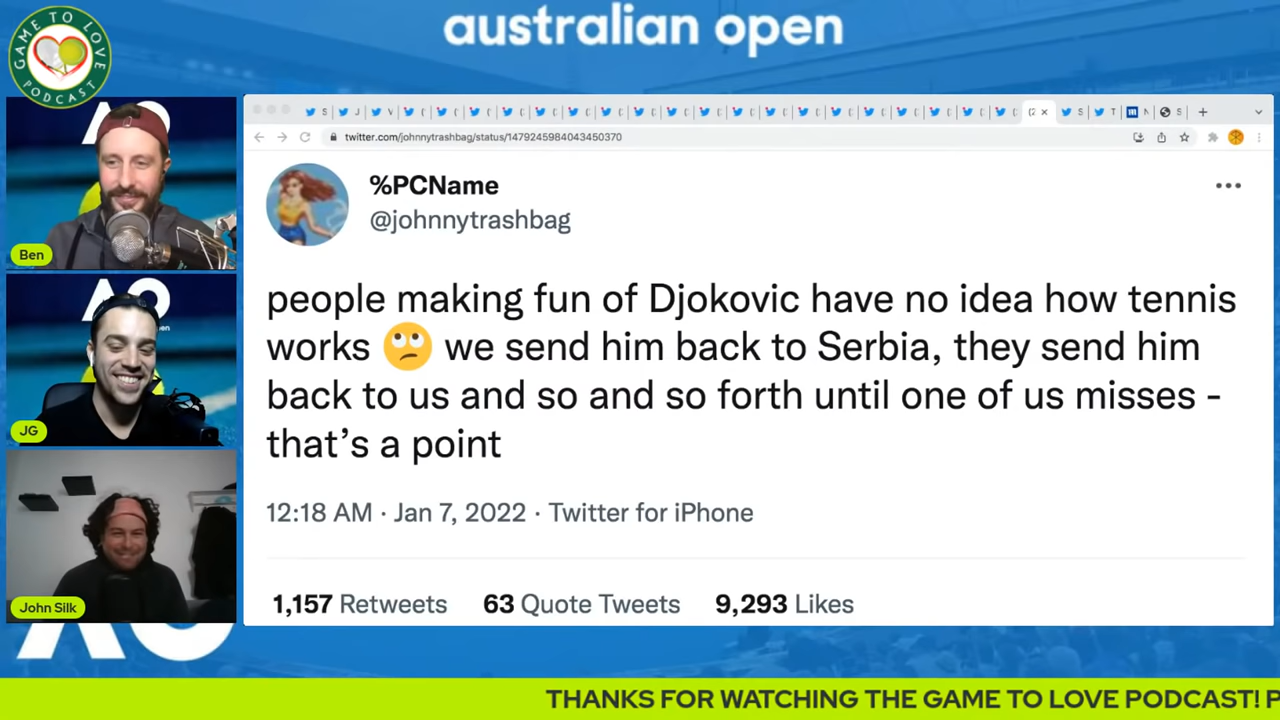 australian open
GAME TO LOVE
PODCAST
AO
Ben
AO
JG
John Silk
twitter.com/johnnytrashbag/status/1479245984043450370
%PCName
@johnnytrashbag
people making fun of Djokovic have no idea how tennis
works 🙄 we send him back to Serbia, they send him
back to us and so and so forth until one of us misses -
that’s a point
12:18 AM · Jan 7, 2022 · Twitter for iPhone
1,157 Retweets 63 Quote Tweets 9,293 Likes
THANKS FOR WATCHING THE GAME TO LOVE PODCAST! P